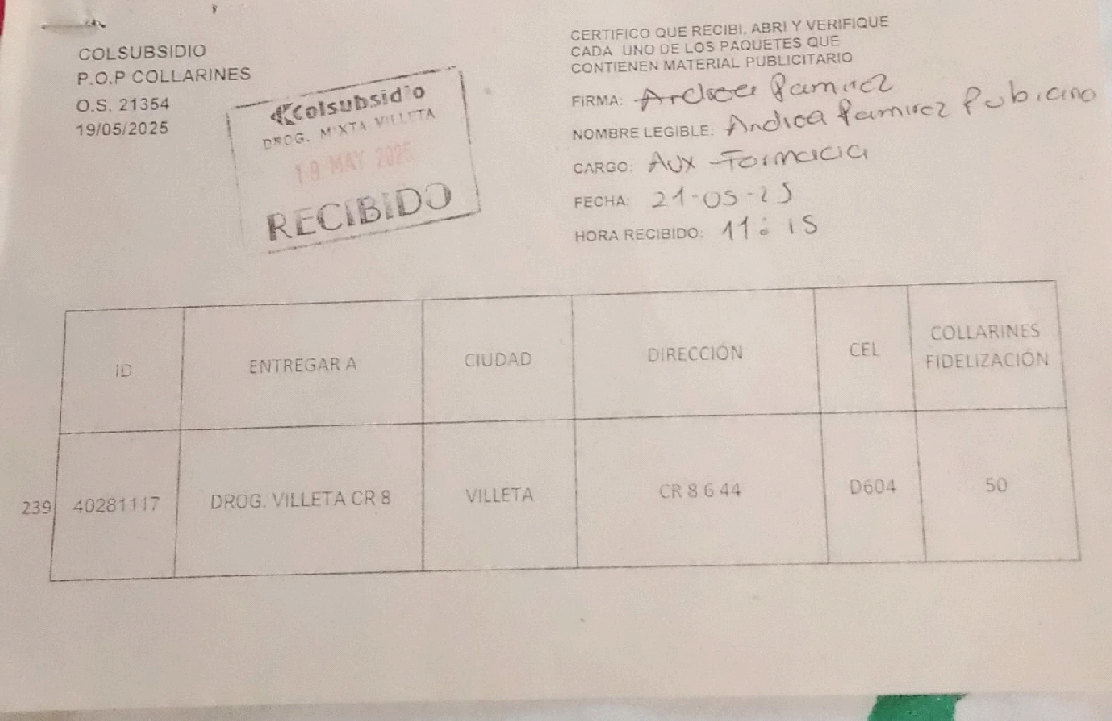 COLSUBSIDIO
P.O.P COLLARINES
O.S. 21354
19/05/2025
Colsubsidio
DROG. MIXTA VILLETA
MAY 2025
RECIBIDO
CERTIFICO QUE RECIBI, ABRI Y VERIFIQUE
CADA UNO DE LOS PAQUETES QUE
CONTIENEN MATERIAL PUBLICITARIO
FIRMA: Andrea Ramirez
NOMBRE LEGIBLE: Andrea Ramirez Rubiano
CARGO: Aux - Farmacia
FECHA: 21-05-25
HORA RECIBIDO: 11:15
ID ENTREGAR A CIUDAD DIRECCIÓN CEL COLLARINES FIDELIZACIÓN
239 40281117 DROG. VILLETA CR 8 VILLETA CR 8 6 44 D604 50